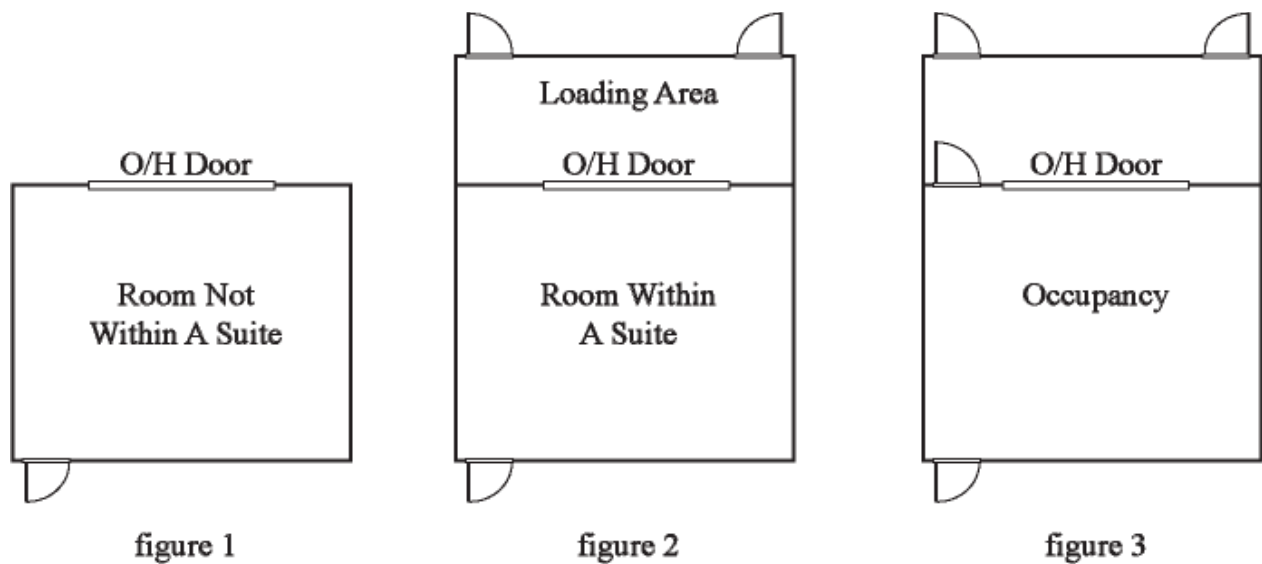 O/H Door
Room Not
Within A Suite
figure 1
Loading Area
O/H Door
Room Within
A Suite
figure 2
O/H Door
Occupancy
figure 3